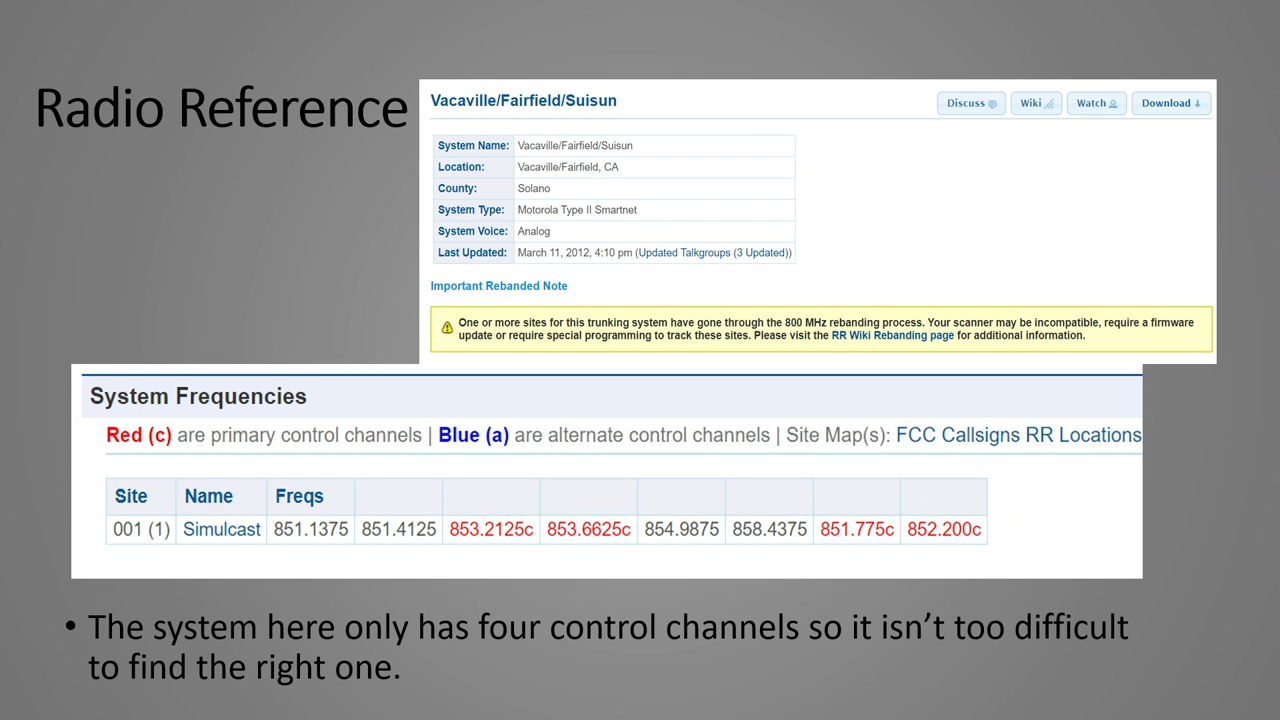 Radio Reference
Vacaville/Fairfield/Suisun
Discuss Wiki Watch Download
System Name: Vacaville/Fairfield/Suisun
Location: Vacaville/Fairfield, CA
County: Solano
System Type: Motorola Type II Smartnet
System Voice: Analog
Last Updated: March 11, 2012, 4:10 pm (Updated Talkgroups (3 Updated))
Important Rebanded Note
One or more sites for this trunking system have gone through the 800 MHz rebanding process. Your scanner may be incompatible, require a firmware
update or require special programming to track these sites. Please visit the RR Wiki Rebanding page for additional information.
System Frequencies
Red (c) are primary control channels | Blue (a) are alternate control channels | Site Map(s): FCC Callsigns RR Locations
Site Name Freqs
001 (1) Simulcast 851.1375 851.4125 853.2125c 853.6625c 854.9875 858.4375 851.775c 852.200c
• The system here only has four control channels so it isn’t too difficult
to find the right one.